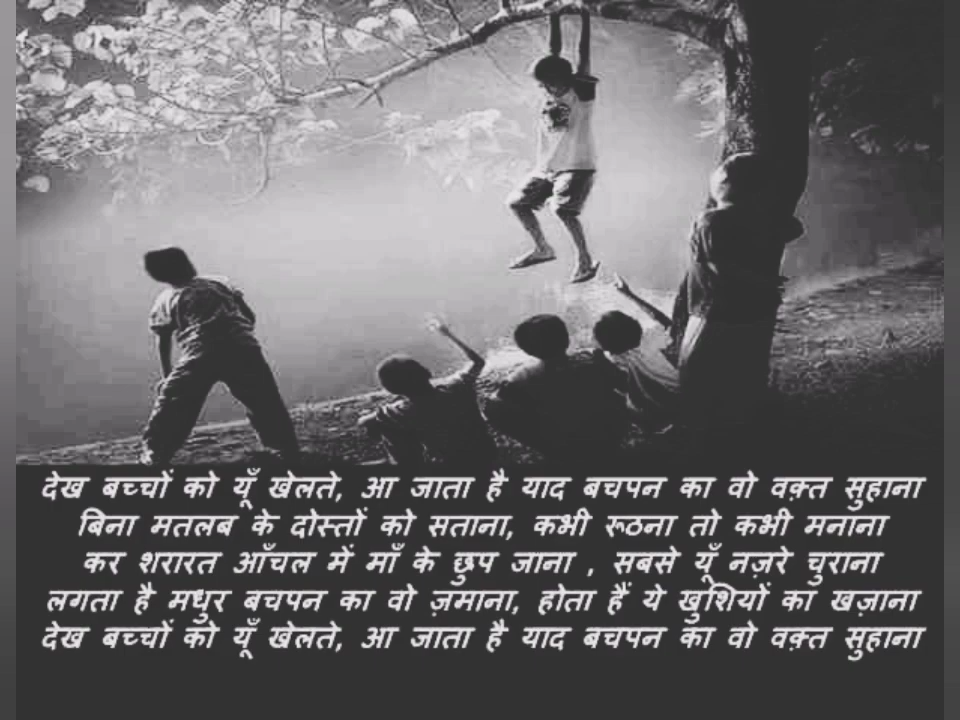 देख बच्चों को यूँ खेलते, आ जाता है याद बचपन का वो वक़्त सुहाना
बिना मतलब के दोस्तों को सताना, कभी रूठना तो कभी मनाना
कर शरारत आँचल में माँ के छुप जाना , सबसे यूँ नज़रे चुराना
लगता है मधुर बचपन का वो ज़माना, होता हैं ये खुशियों का खज़ाना
देख बच्चों को यूँ खेलते, आ जाता है याद बचपन का वो वक़्त सुहाना